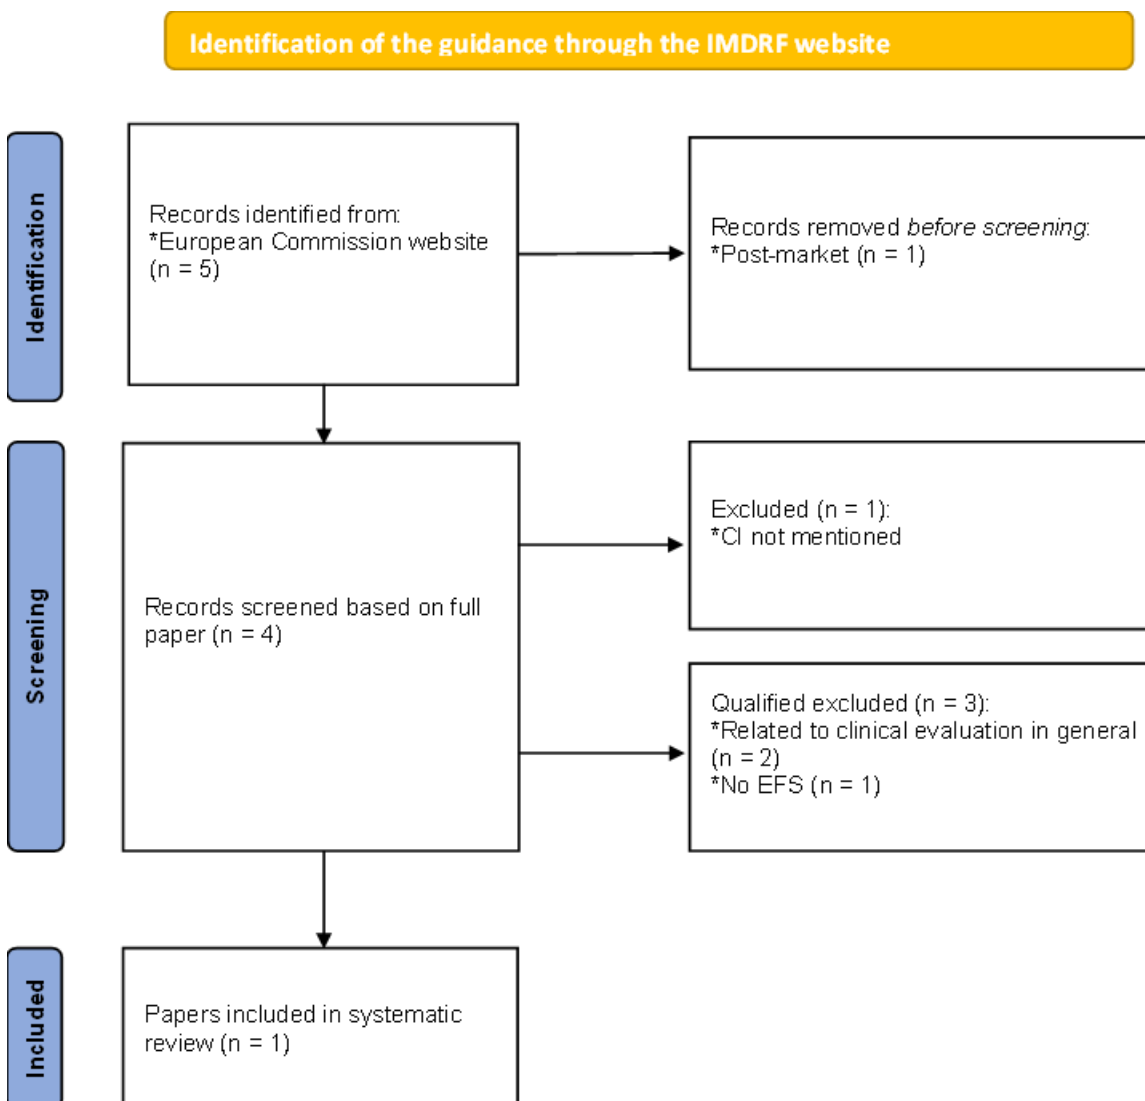 Identification of the guidance through the IMDRF website
Identification
Records identified from:
*European Commission website
(n = 5)
Records removed before screening:
*Post-market (n = 1)
Screening
Records screened based on full
paper (n = 4)
Excluded (n = 1):
*CI not mentioned
Qualified excluded (n = 3):
*Related to clinical evaluation in general
(n = 2)
*No EFS (n = 1)
Included
Papers included in systematic
review (n = 1)